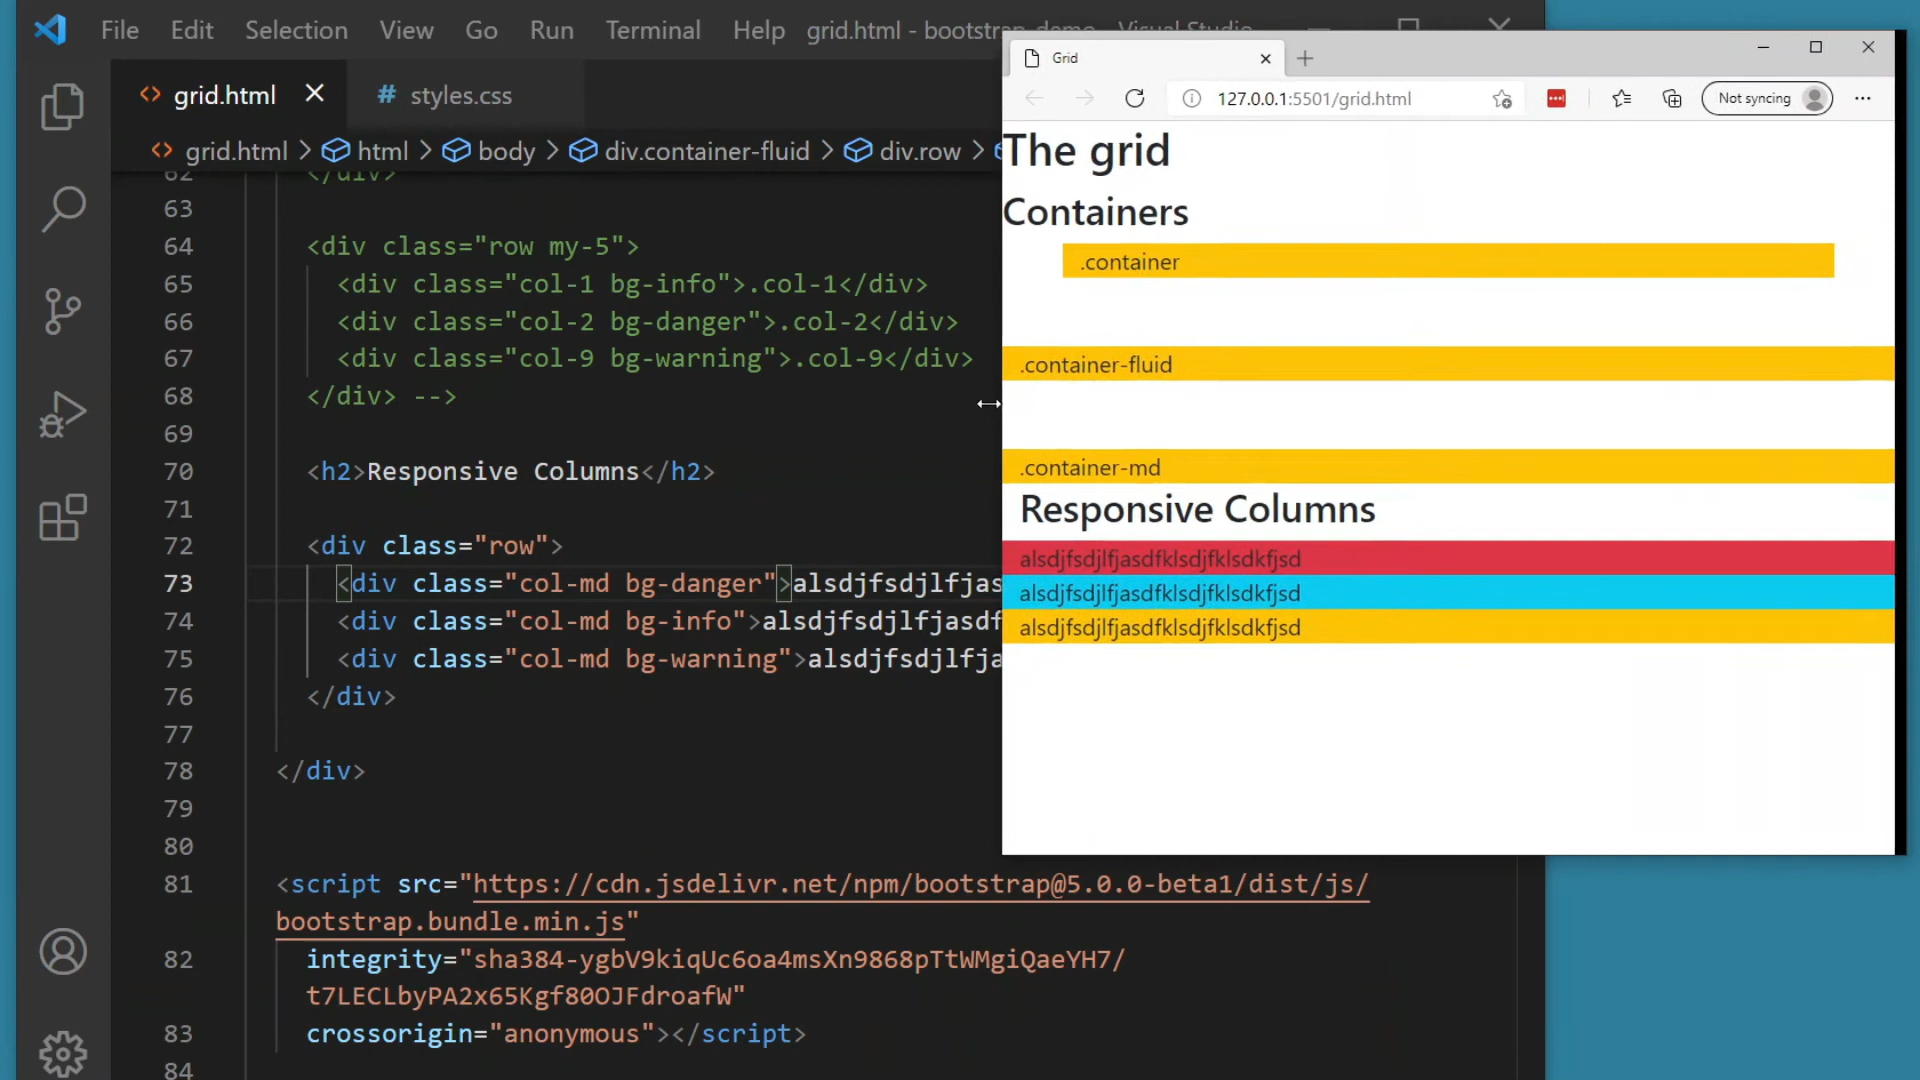 File Edit Selection View Go Run Terminal Help grid.html - bootstrap demo - Visual Studio
grid.html
# styles.css
grid.html > html > body > div.container-fluid > div.row >
62 </div>
63
64 <div class="row my-5">
65 <div class="col-1 bg-info">.col-1</div>
66 <div class="col-2 bg-danger">.col-2</div>
67 <div class="col-9 bg-warning">.col-9</div>
68 </div> -->
69
70 <h2>Responsive Columns</h2>
71
72 <div class="row">
73 <div class="col-md bg-danger">alsdjfsdjlfjas
74 <div class="col-md bg-info">alsdjfsdjlfjasdf
75 <div class="col-md bg-warning">alsdjfsdjlfja
76 </div>
77
78 </div>
79
80
81 <script src="https://cdn.jsdelivr.net/npm/bootstrap@5.0.0-beta1/dist/js/
bootstrap.bundle.min.js"
82 integrity="sha384-ygbV9kiqUc6oa4msXn9868pTtWMgiQaeYH7/
t7LECLbyPA2x65Kgf80OJFdroafW"
83 crossorigin="anonymous"></script>
84
Grid
127.0.0.1:5501/grid.html
Not syncing
The grid
Containers
.container
.container-fluid
.container-md
Responsive Columns
alsdjfsdjlfjasdfklsdjfklsdkfjsd
alsdjfsdjlfjasdfklsdjfklsdkfjsd
alsdjfsdjlfjasdfklsdjfklsdkfjsd